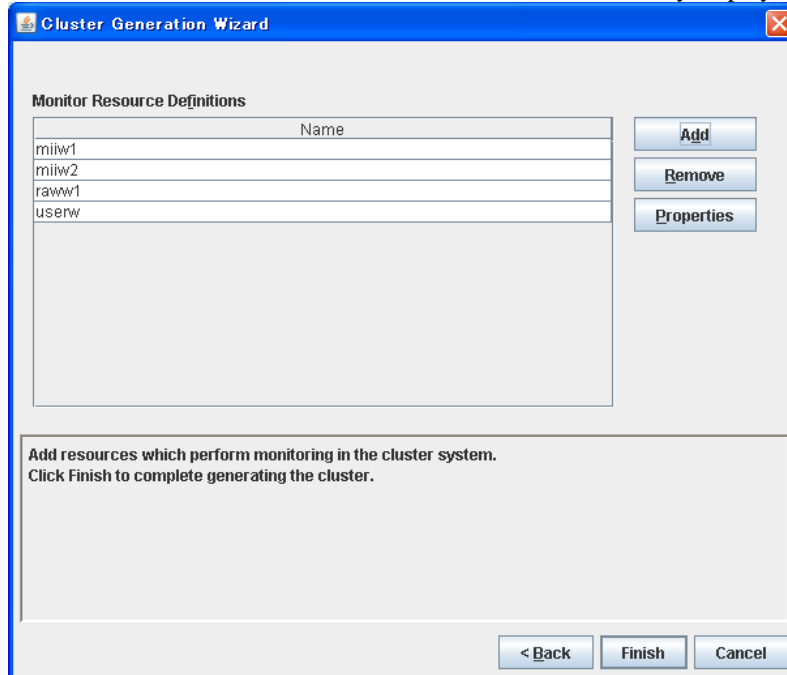 Cluster Generation Wizard
Monitor Resource Definitions
Name
miiw1
miiw2
raww1
userw
Add
Remove
Properties
Add resources which perform monitoring in the cluster system.
Click Finish to complete generating the cluster.
< Back
Finish
Cancel